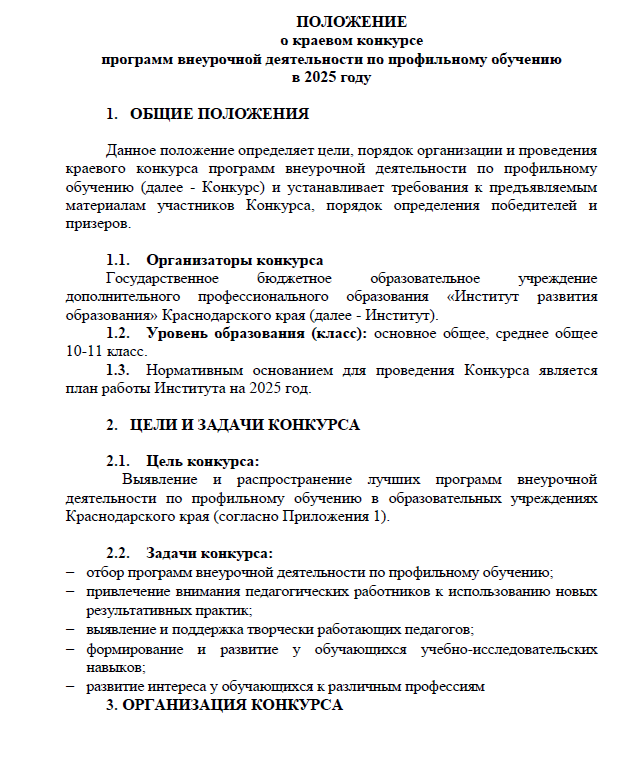 ПОЛОЖЕНИЕ
о краевом конкурсе
программ внеурочной деятельности по профильному обучению
в 2025 году
1. ОБЩИЕ ПОЛОЖЕНИЯ
Данное положение определяет цели, порядок организации и проведения
краевого конкурса программ внеурочной деятельности по профильному
обучению (далее - Конкурс) и устанавливает требования к предъявляемым
материалам участников Конкурса, порядок определения победителей и
призеров.
1.1. Организаторы конкурса
Государственное бюджетное образовательное учреждение
дополнительного профессионального образования «Институт развития
образования» Краснодарского края (далее - Институт).
1.2. Уровень образования (класс): основное общее, среднее общее
10-11 класс.
1.3. Нормативным основанием для проведения Конкурса является
план работы Института на 2025 год.
2. ЦЕЛИ И ЗАДАЧИ КОНКУРСА
2.1. Цель конкурса:
Выявление и распространение лучших программ внеурочной
деятельности по профильному обучению в образовательных учреждениях
Краснодарского края (согласно Приложения 1).
2.2. Задачи конкурса:
– отбор программ внеурочной деятельности по профильному обучению;
– привлечение внимания педагогических работников к использованию новых
результативных практик;
– выявление и поддержка творчески работающих педагогов;
– формирование и развитие у обучающихся учебно-исследовательских
навыков;
– развитие интереса у обучающихся к различным профессиям
3. ОРГАНИЗАЦИЯ КОНКУРСА